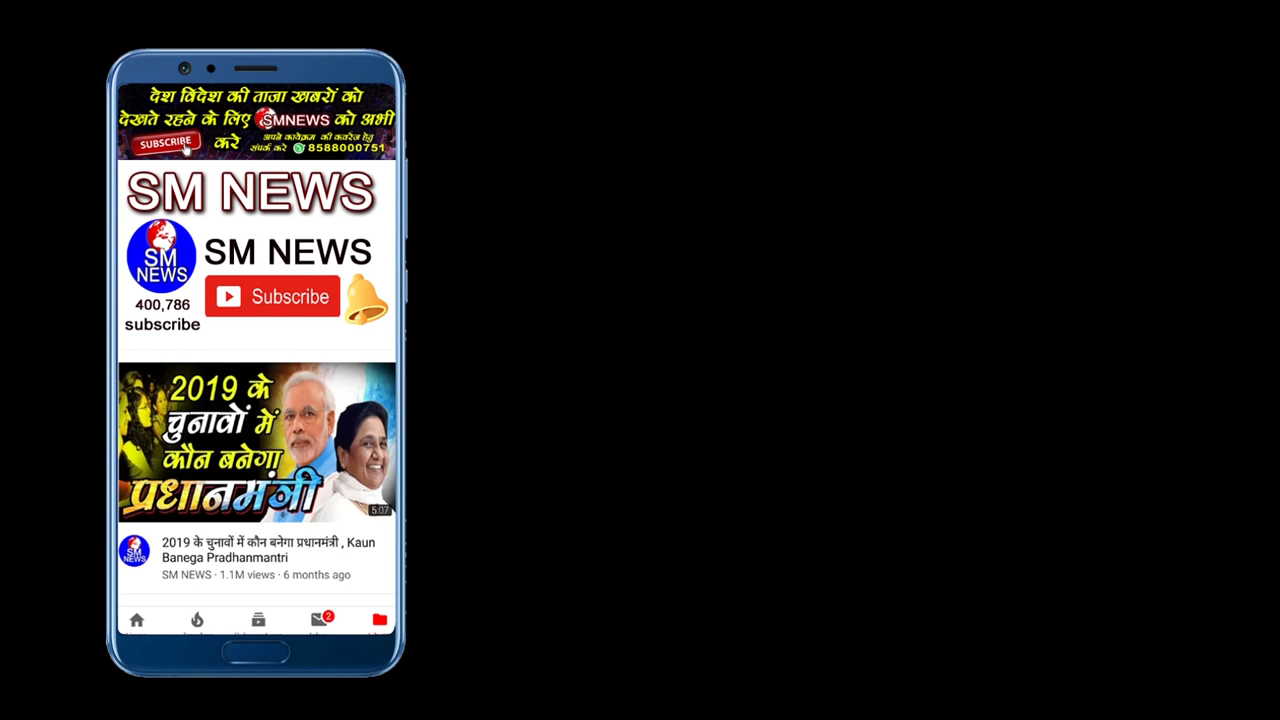 देश विदेश की ताजा खबरों को
देखते रहने के लिए SMNEWS को अभी
SUBSCRIBE करे अपने कार्यक्रम की कवरेज हेतु
संपर्क करे 8588000751
SM NEWS
SM NEWS
SM NEWS
Subscribe
400,786
subscribe
2019 के
चुनावों में
कौन बनेगा
प्रधानमंत्री
5:07
2019 के चुनावों में कौन बनेगा प्रधानमंत्री , Kaun
Banega Pradhanmantri
SM NEWS
SM NEWS · 1.1M views · 6 months ago
2